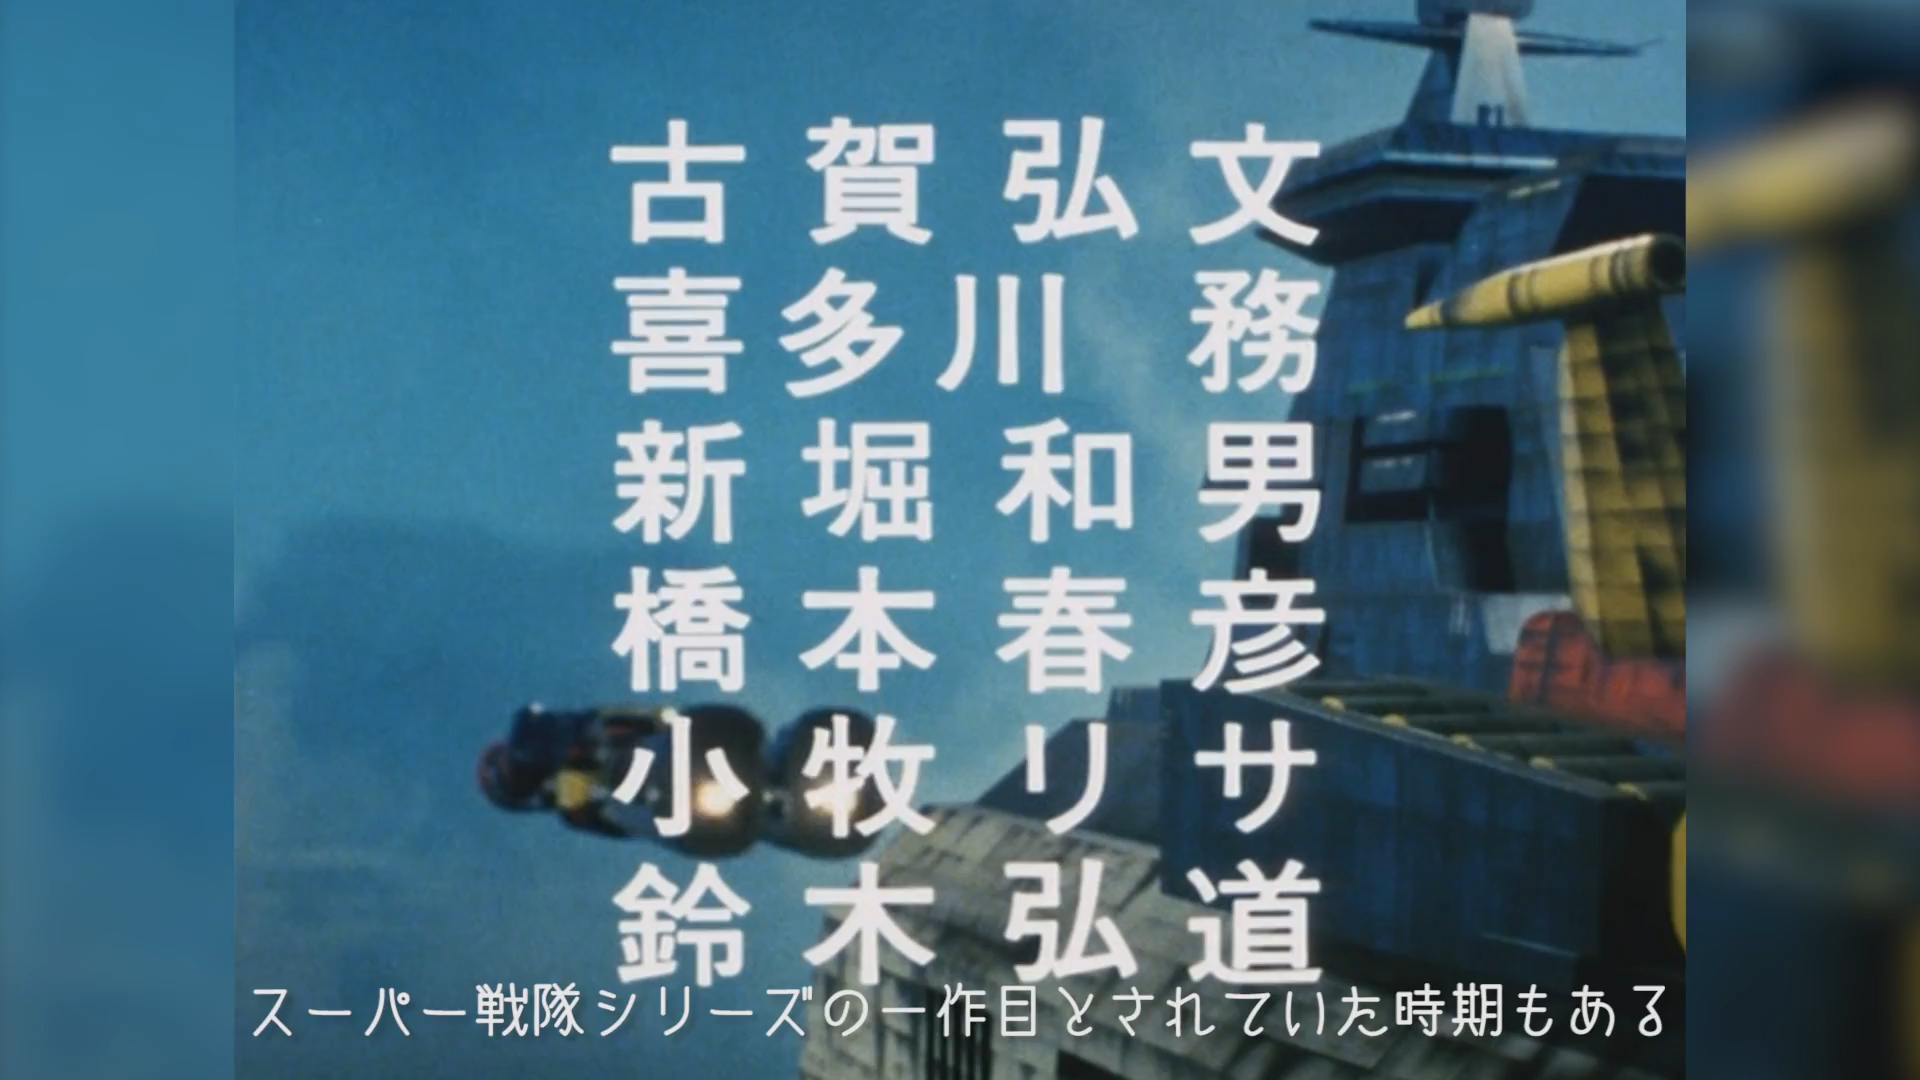 古賀弘文
喜多川務
新堀和男
橋本春彦
小牧リサ
鈴木弘道
スーパー戦隊シリーズの一作目とされていた時期もある